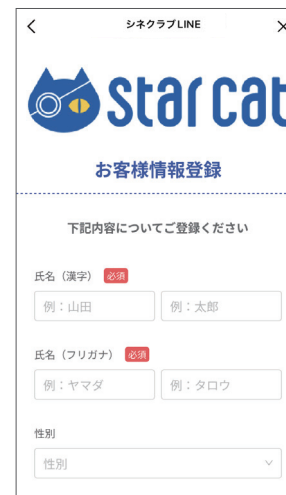 シネクラブLINE
star cat
お客様情報登録
下記内容についてご登録ください
氏名（漢字） 必須
例：山田 例：太郎
氏名（フリガナ） 必須
例：ヤマダ 例：タロウ
性別
性別